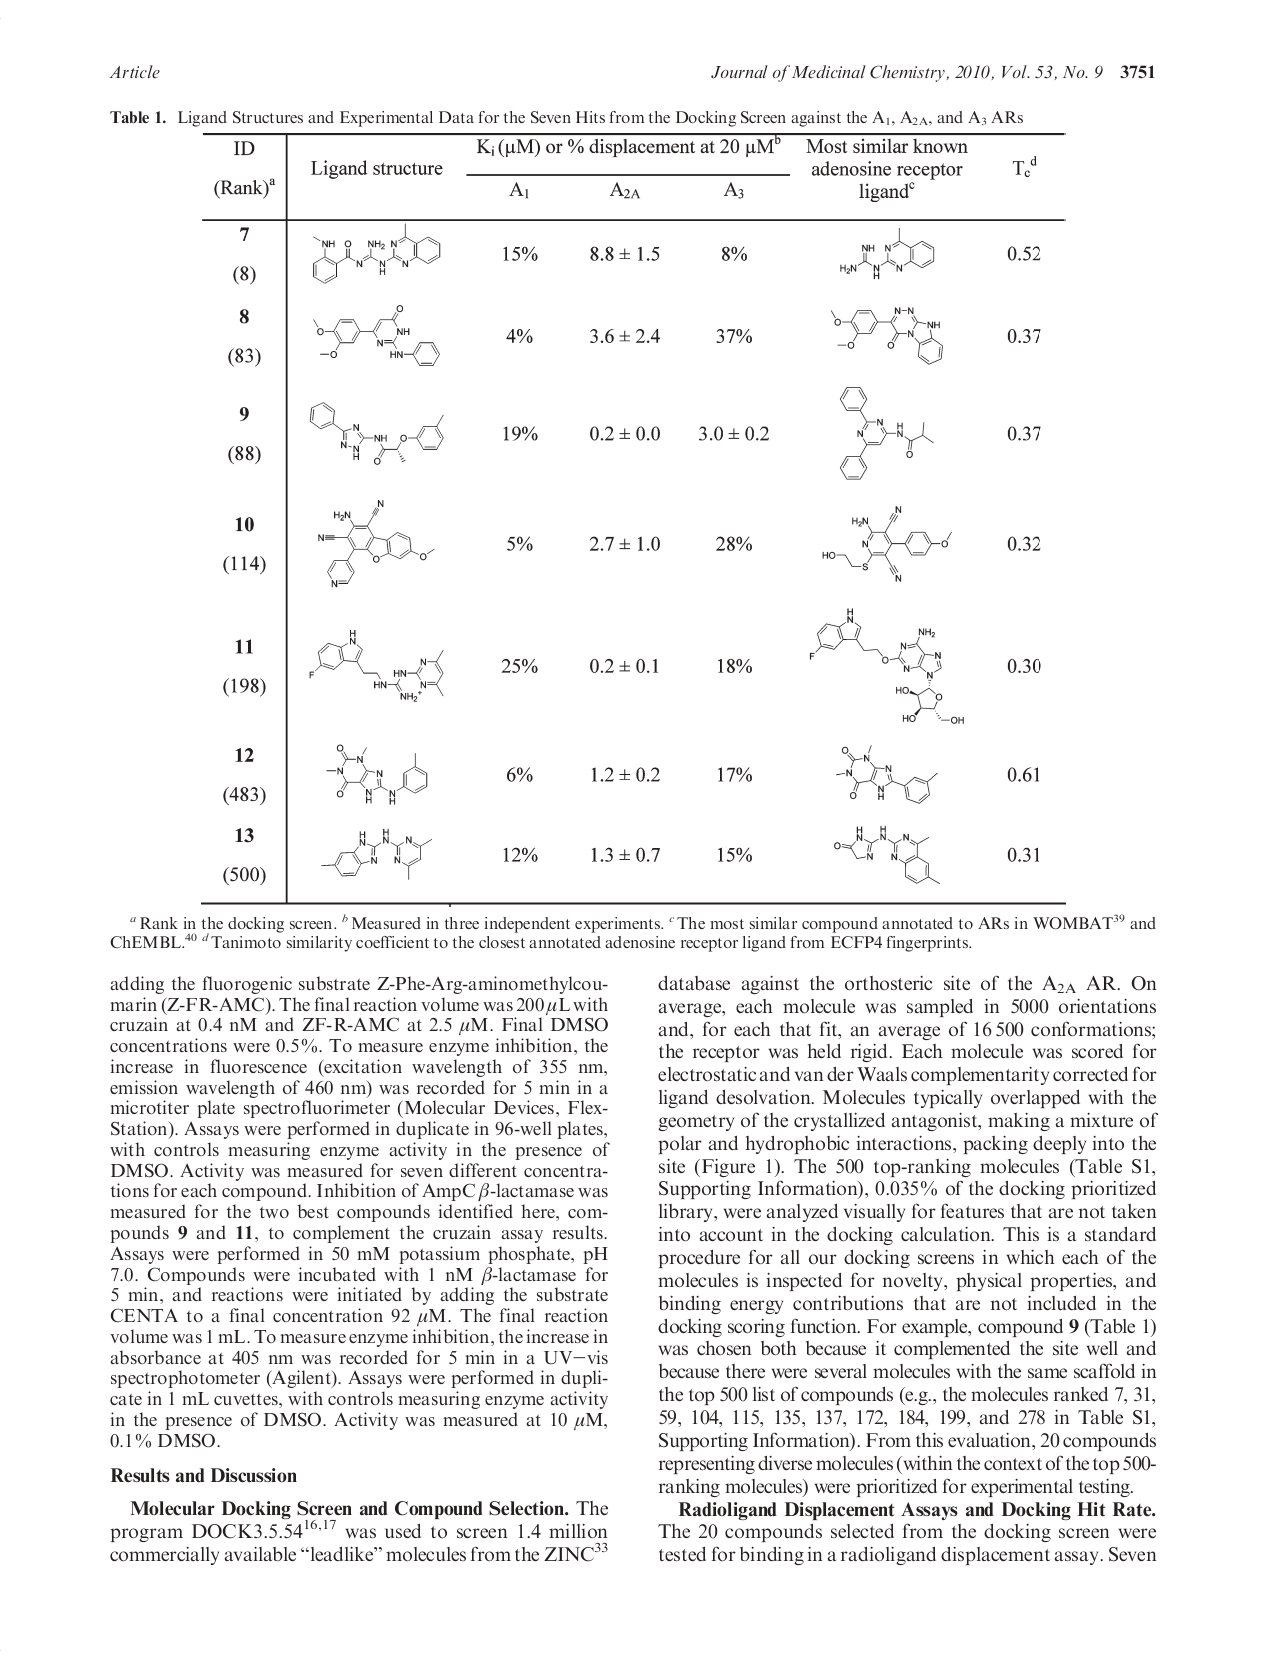 Article
Journal of Medicinal Chemistry, 2010, Vol. 53, No. 9 3751
Table 1. Ligand Structures and Experimental Data for the Seven Hits from the Docking Screen against the A1, A2A, and A3 ARs
ID
(Rank)a
Ligand structure
Ki (μM) or % displacement at 20 μMb
A1 A2A A3
Most similar known
adenosine receptor
ligandc
Tcd
7
(8)
15% 8.8 ± 1.5 8% 0.52
8
(83)
4% 3.6 ± 2.4 37% 0.37
9
(88)
19% 0.2 ± 0.0 3.0 ± 0.2 0.37
10
(114)
5% 2.7 ± 1.0 28% 0.32
11
(198)
25% 0.2 ± 0.1 18% 0.30
12
(483)
6% 1.2 ± 0.2 17% 0.61
13
(500)
12% 1.3 ± 0.7 15% 0.31
a Rank in the docking screen. b Measured in three independent experiments. c The most similar compound annotated to ARs in WOMBAT39 and
ChEMBL.40 d Tanimoto similarity coefficient to the closest annotated adenosine receptor ligand from ECFP4 fingerprints.
adding the fluorogenic substrate Z-Phe-Arg-aminomethylcou-
marin (Z-FR-AMC). The final reaction volume was 200 μL with
cruzain at 0.4 nM and ZF-R-AMC at 2.5 μM. Final DMSO
concentrations were 0.5%. To measure enzyme inhibition, the
increase in fluorescence (excitation wavelength of 355 nm,
emission wavelength of 460 nm) was recorded for 5 min in a
microtiter plate spectrofluorimeter (Molecular Devices, Flex-
Station). Assays were performed in duplicate in 96-well plates,
with controls measuring enzyme activity in the presence of
DMSO. Activity was measured for seven different concentra-
tions for each compound. Inhibition of AmpC β-lactamase was
measured for the two best compounds identified here, com-
pounds 9 and 11, to complement the cruzain assay results.
Assays were performed in 50 mM potassium phosphate, pH
7.0. Compounds were incubated with 1 nM β-lactamase for
5 min, and reactions were initiated by adding the substrate
CENTA to a final concentration 92 μM. The final reaction
volume was 1 mL. To measure enzyme inhibition, the increase in
absorbance at 405 nm was recorded for 5 min in a UV−vis
spectrophotometer (Agilent). Assays were performed in dupli-
cate in 1 mL cuvettes, with controls measuring enzyme activity
in the presence of DMSO. Activity was measured at 10 μM,
0.1% DMSO.
Results and Discussion
Molecular Docking Screen and Compound Selection. The
program DOCK3.5.5416,17 was used to screen 1.4 million
commercially available “leadlike” molecules from the ZINC33
database against the orthosteric site of the A2A AR. On
average, each molecule was sampled in 5000 orientations
and, for each that fit, an average of 16 500 conformations;
the receptor was held rigid. Each molecule was scored for
electrostatic and van der Waals complementarity corrected for
ligand desolvation. Molecules typically overlapped with the
geometry of the crystallized antagonist, making a mixture of
polar and hydrophobic interactions, packing deeply into the
site (Figure 1). The 500 top-ranking molecules (Table S1,
Supporting Information), 0.035% of the docking prioritized
library, were analyzed visually for features that are not taken
into account in the docking calculation. This is a standard
procedure for all our docking screens in which each of the
molecules is inspected for novelty, physical properties, and
binding energy contributions that are not included in the
docking scoring function. For example, compound 9 (Table 1)
was chosen both because it complemented the site well and
because there were several molecules with the same scaffold in
the top 500 list of compounds (e.g., the molecules ranked 7, 31,
59, 104, 115, 135, 137, 172, 184, 199, and 278 in Table S1,
Supporting Information). From this evaluation, 20 compounds
representing diverse molecules (within the context of the top 500-
ranking molecules) were prioritized for experimental testing.
Radioligand Displacement Assays and Docking Hit Rate.
The 20 compounds selected from the docking screen were
tested for binding in a radioligand displacement assay. Seven